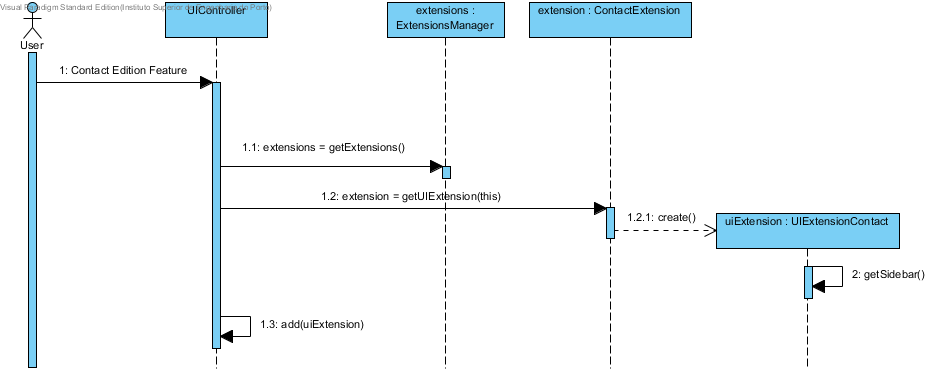 Visual Paradigm Standard Edition(Instituto Superior de Engenharia do Porto)
UIController
extensions :
ExtensionsManager
extension : ContactExtension
User
1: Contact Edition Feature
1.1: extensions = getExtensions()
1.2: extension = getUIExtension(this)
1.2.1: create()
uiExtension : UIExtensionContact
2: getSidebar()
1.3: add(uiExtension)